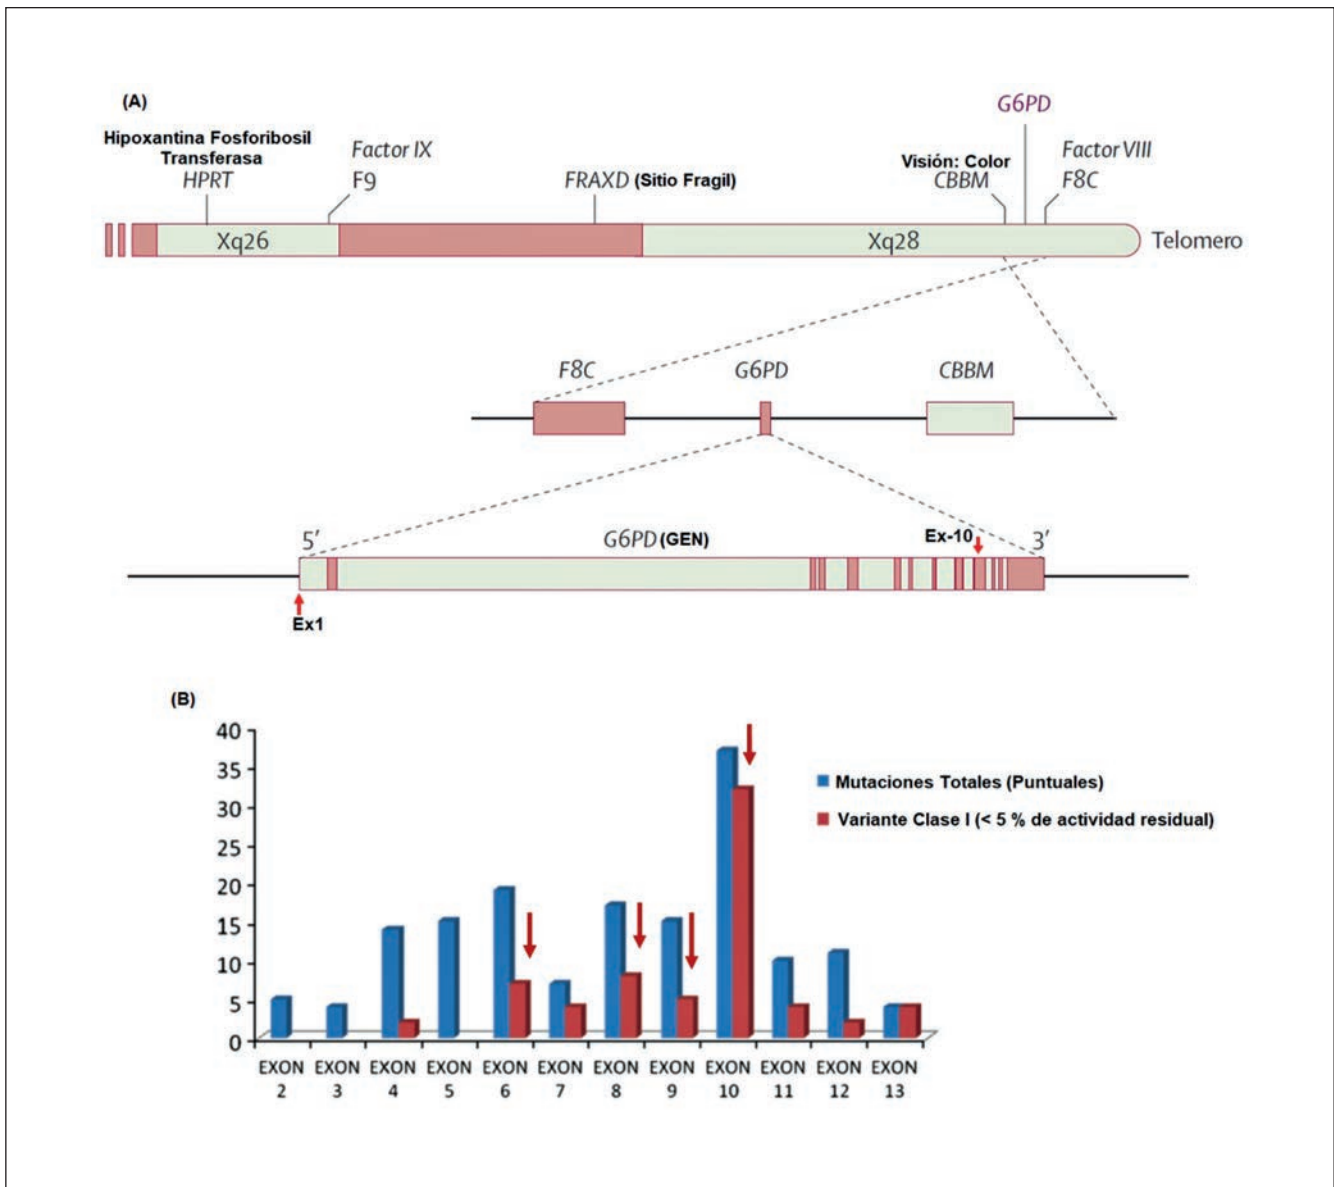 (A)
G6PD
Hipoxantina Fosforibosil
Transferasa
HPRT
Factor IX
F9
FRAXD (Sitio Fragil)
Visión: Color
CBBM
Factor VIII
F8C
Xq26
Xq28
Telomero
F8C
G6PD
CBBM
5′
G6PD (GEN)
Ex-10
3′
Ex1
(B)
40
35
30
25
20
15
10
5
0
Mutaciones Totales (Puntuales)
Variante Clase I (< 5 % de actividad residual)
EXON
2
EXON
3
EXON
4
EXON
5
EXON
6
EXON
7
EXON
8
EXON
9
EXON
10
EXON
11
EXON
12
EXON
13